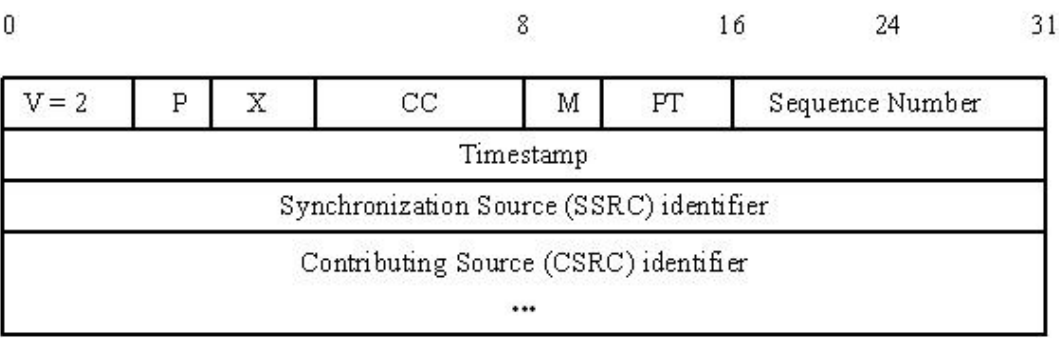 0 8 16 24 31
V = 2 P X CC M PT Sequence Number
Timestamp
Synchronization Source (SSRC) identifier
Contributing Source (CSRC) identifier
...